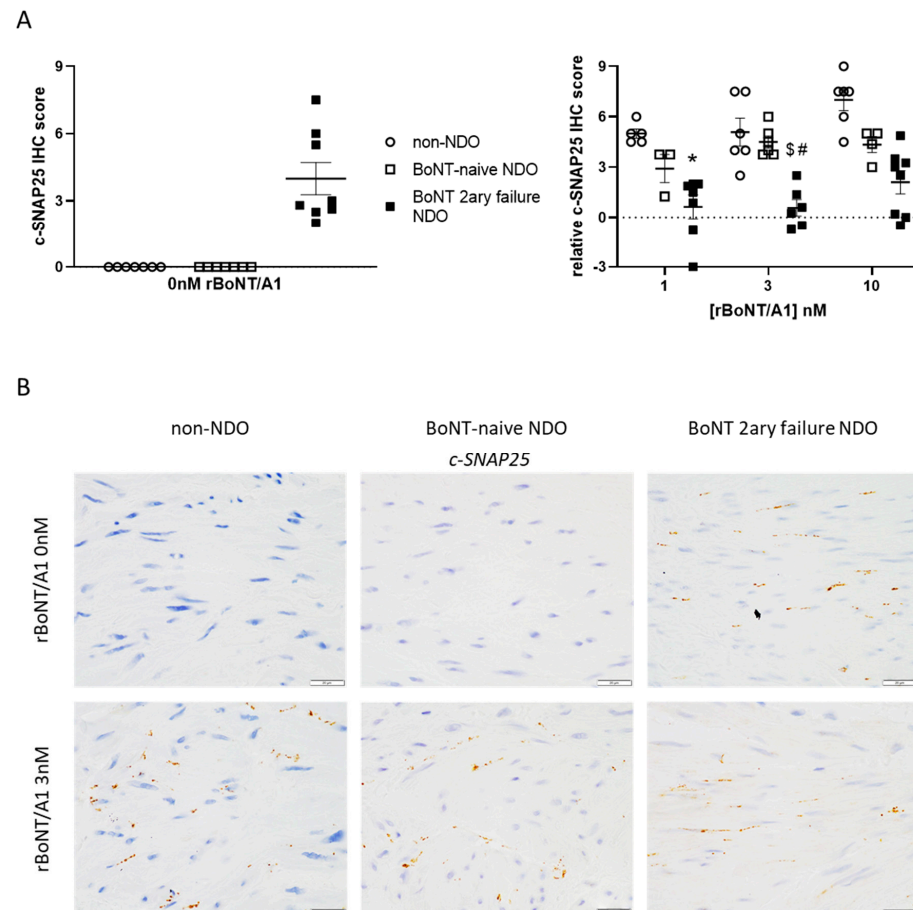 A
c-SNAP25 IHC score
9
6
3
0
0nM rBoNT/A1
non-NDO
BoNT-naive NDO
BoNT 2ary failure
NDO
relative c-SNAP25 IHC score
9
6
3
0
-3
*
$ #
1
3
10
[rBoNT/A1] nM
B
non-NDO
BoNT-naive NDO
BoNT 2ary failure NDO
c-SNAP25
rBoNT/A1 0nM
rBoNT/A1 3nM